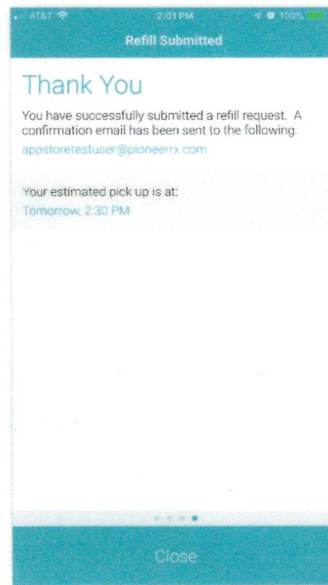 AT&T 2:01 PM 100%
Refill Submitted
Thank You
You have successfully submitted a refill request. A
confirmation email has been sent to the following:
appstoretestuser@pioneerrx.com
Your estimated pick up is at:
Tomorrow, 2:30 PM
Close